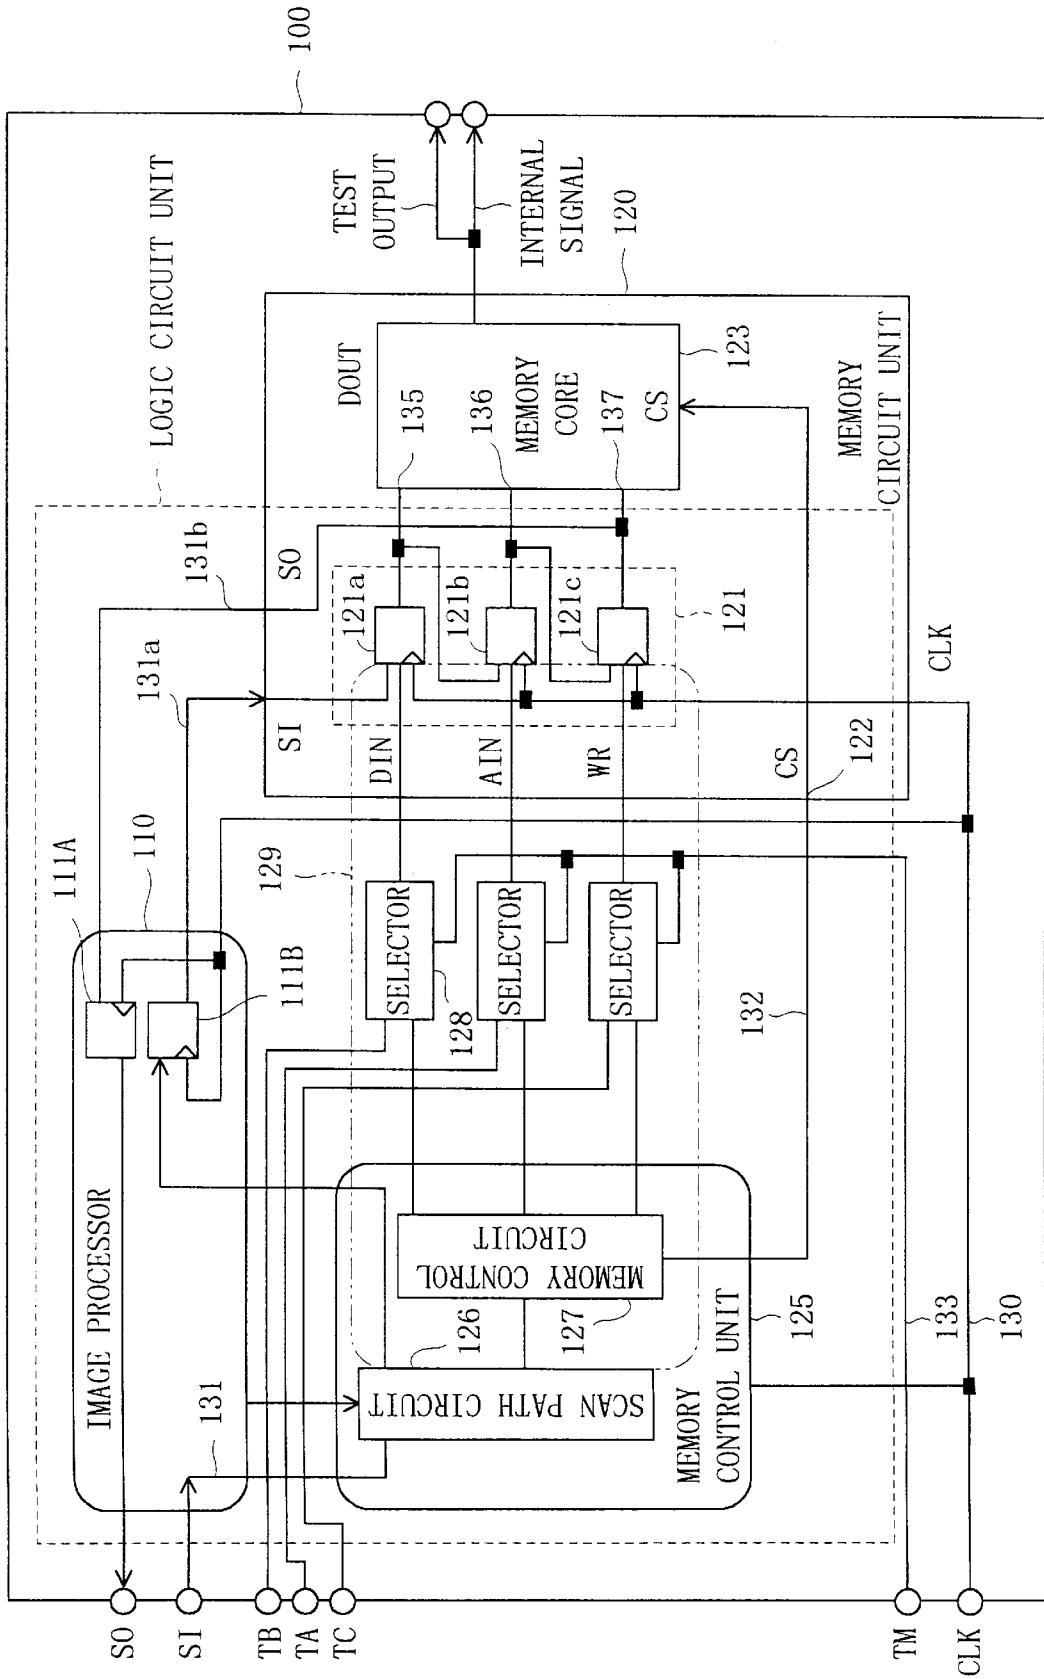 100
LOGIC CIRCUIT UNIT
TEST
OUTPUT
INTERNAL
SIGNAL
120
131b
131a
SO
SI
DOUT
135
136
MEMORY
CORE
137
CS
123
MEMORY
CIRCUIT UNIT
121a
121b
121c
121
CLK
DIN
AIN
WR
CS
122
110
111A
111B
129
SELECTOR
SELECTOR
SELECTOR
128
132
IMAGE PROCESSOR
131
126
127
MEMORY CONTROL
CIRCUIT
SCAN PATH CIRCUIT
MEMORY
CONTROL UNIT
125
133
130
SO
SI
TB
TA
TC
TM
CLK